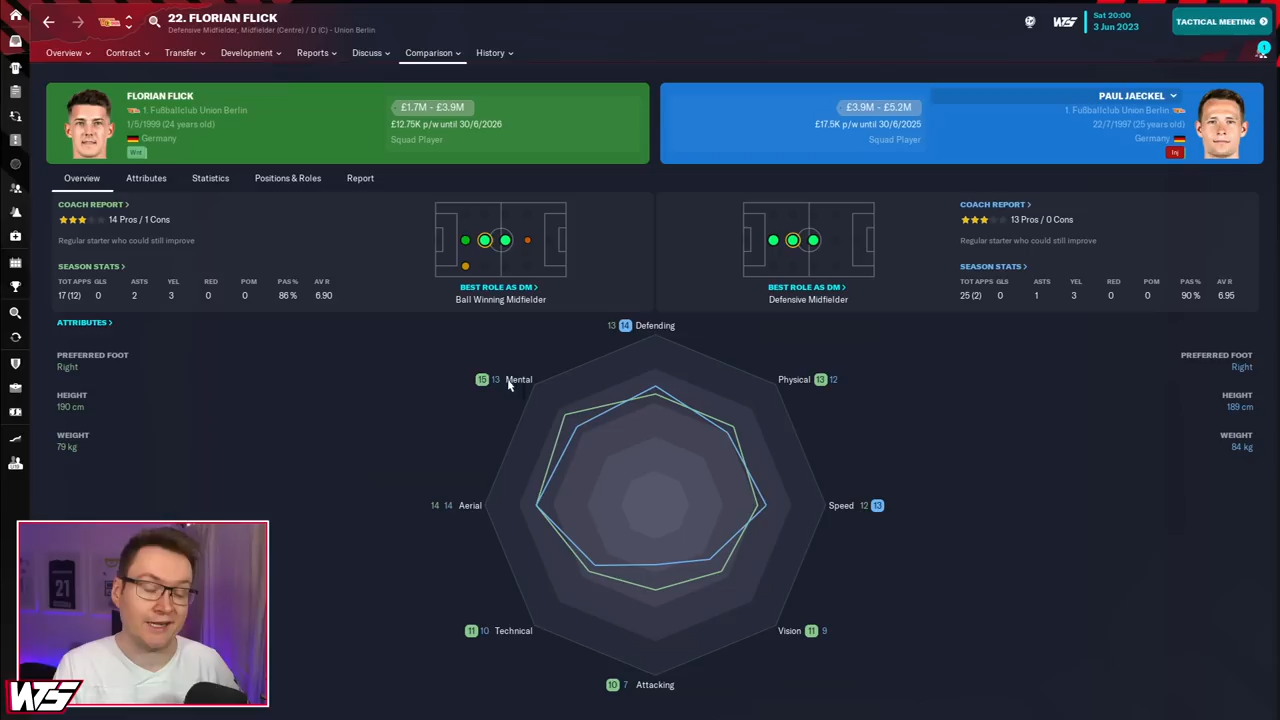 22. FLORIAN FLICK
Defensive Midfielder, Midfielder (Centre) / D (C) - Union Berlin
Sat 20:00
3 Jun 2023
TACTICAL MEETING
1
Overview
Contract
Transfer
Development
Reports
Discuss
Comparison
History
FLORIAN FLICK
1. Fußballclub Union Berlin
1/5/1999 (24 years old)
Germany
Wnt
£1.7M - £3.9M
£12.75K p/w until 30/6/2026
Squad Player
£3.9M - £5.2M
£17.5K p/w until 30/6/2025
Squad Player
PAUL JAECKEL
1. Fußballclub Union Berlin
22/7/1997 (25 years old)
Germany
Inj
Overview
Attributes
Statistics
Positions & Roles
Report
COACH REPORT >
14 Pros / 1 Cons
Regular starter who could still improve
SEASON STATS >
TOT APPS GLS ASTS YEL RED POM PAS% AV R
17 (12) 0 2 3 0 0 86 % 6.90
BEST ROLE AS DM >
Ball Winning Midfielder
BEST ROLE AS DM >
Defensive Midfielder
COACH REPORT >
13 Pros / 0 Cons
Regular starter who could still improve
SEASON STATS >
TOT APPS GLS ASTS YEL RED POM PAS% AV R
25 (2) 0 1 3 0 0 90 % 6.95
ATTRIBUTES >
PREFERRED FOOT
Right
HEIGHT
190 cm
WEIGHT
79 kg
13 14 Defending
15 13 Mental
Physical 13 12
14 14 Aerial
Speed 12 13
11 10 Technical
Vision 11 9
10 7 Attacking
PREFERRED FOOT
Right
HEIGHT
189 cm
WEIGHT
84 kg
21
WTS